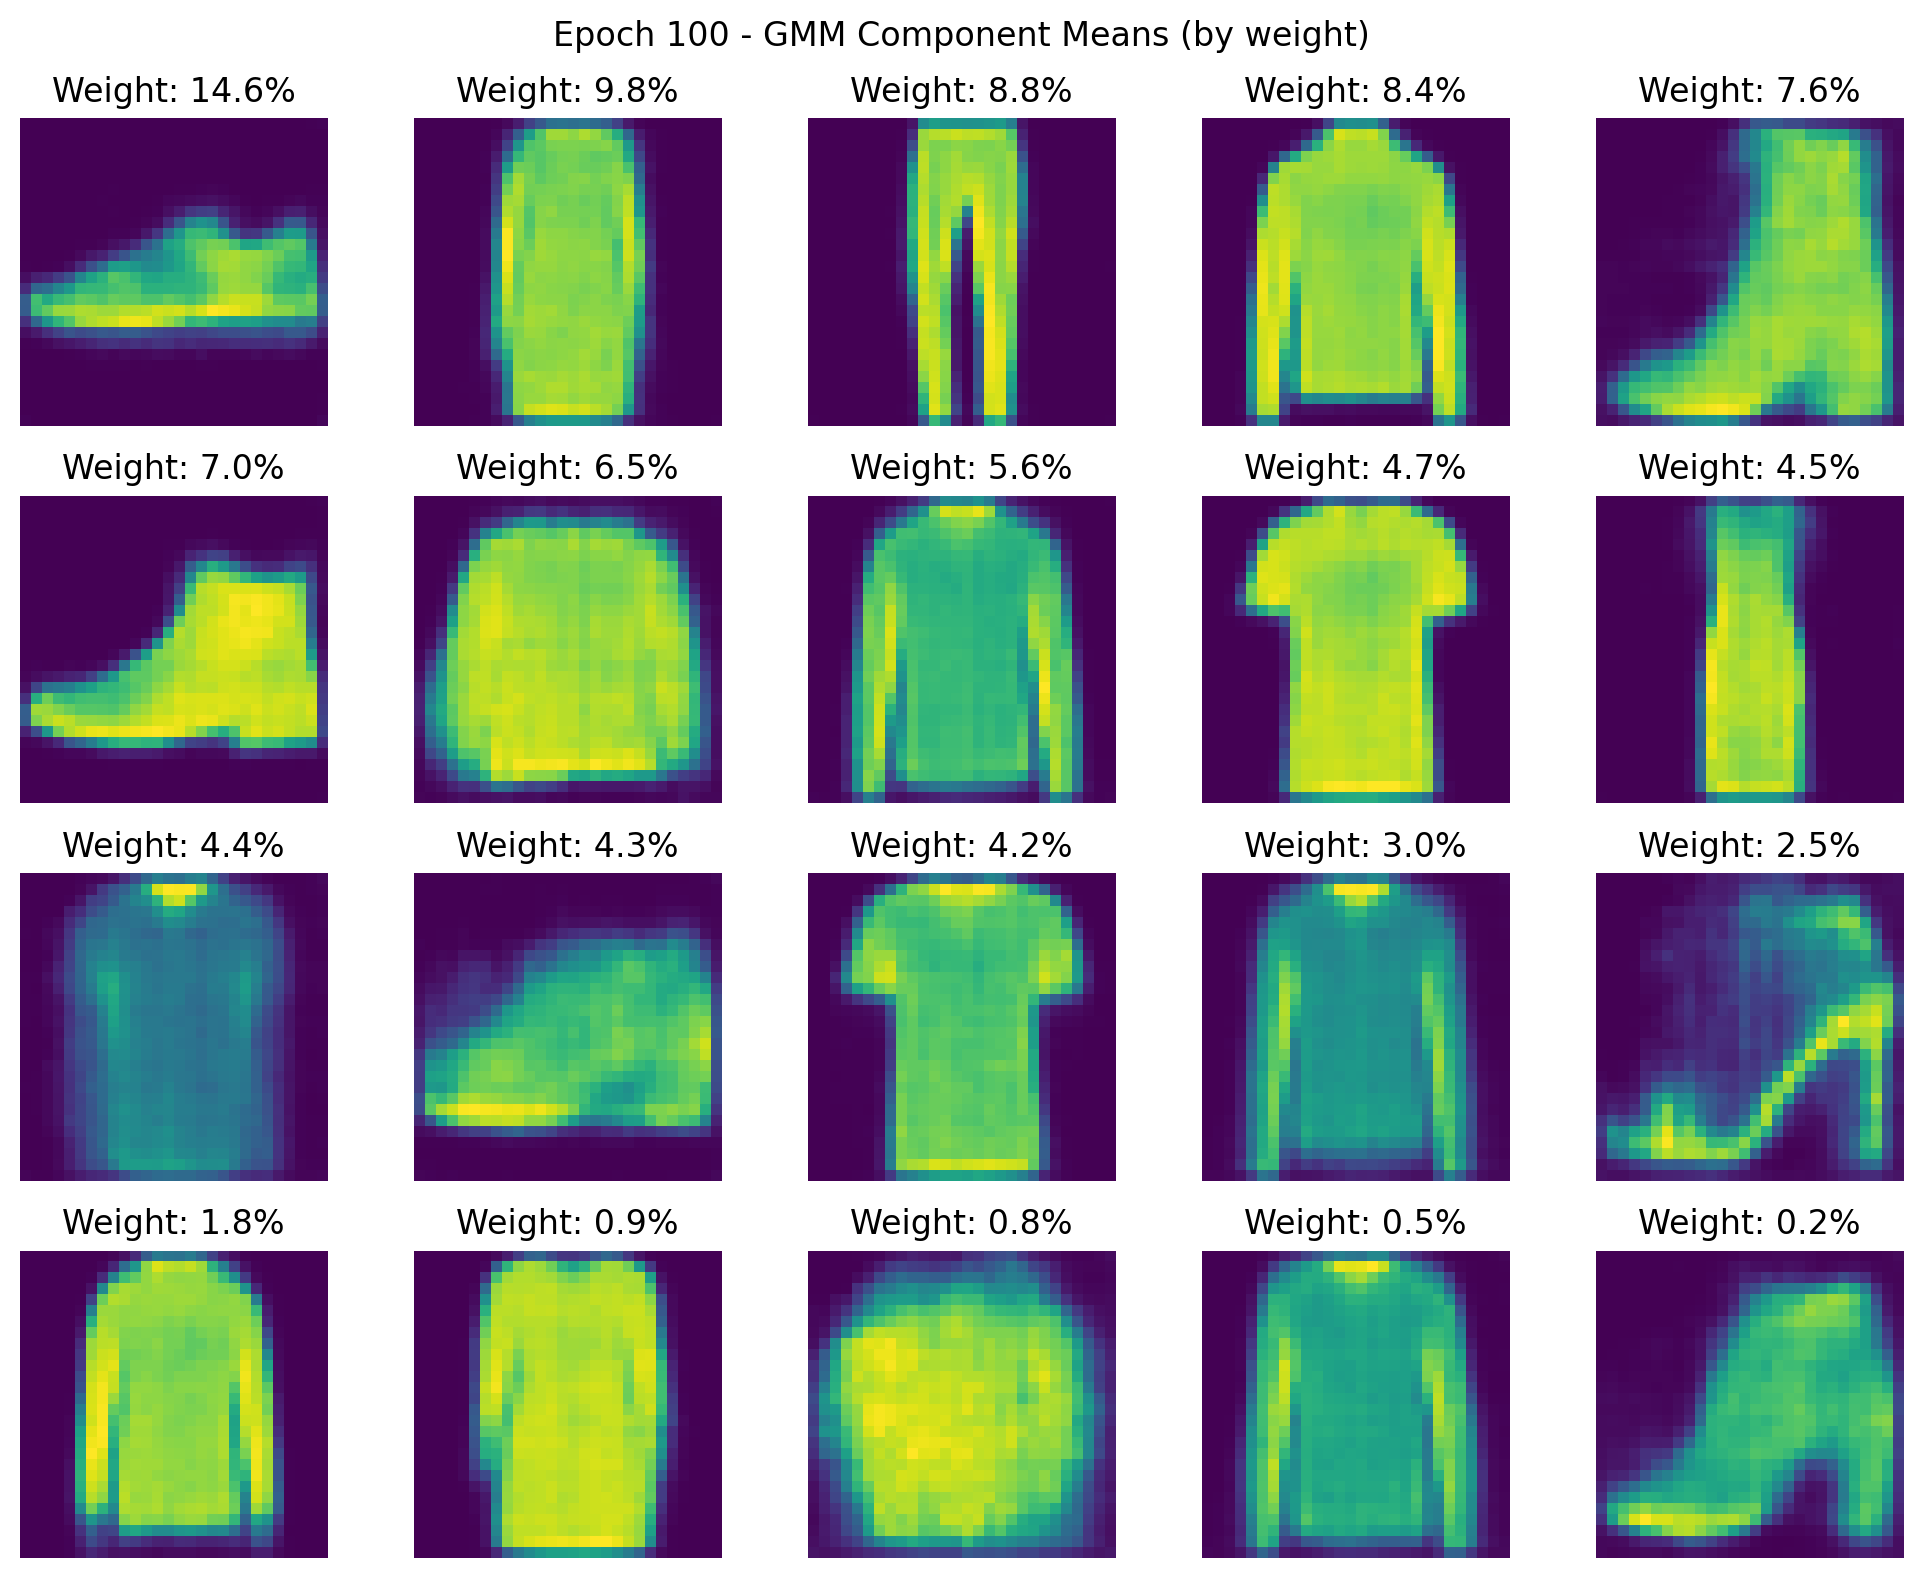 Epoch 100 - GMM Component Means (by weight)
Weight: 14.6%
Weight: 9.8%
Weight: 8.8%
Weight: 8.4%
Weight: 7.6%
Weight: 7.0%
Weight: 6.5%
Weight: 5.6%
Weight: 4.7%
Weight: 4.5%
Weight: 4.4%
Weight: 4.3%
Weight: 4.2%
Weight: 3.0%
Weight: 2.5%
Weight: 1.8%
Weight: 0.9%
Weight: 0.8%
Weight: 0.5%
Weight: 0.2%